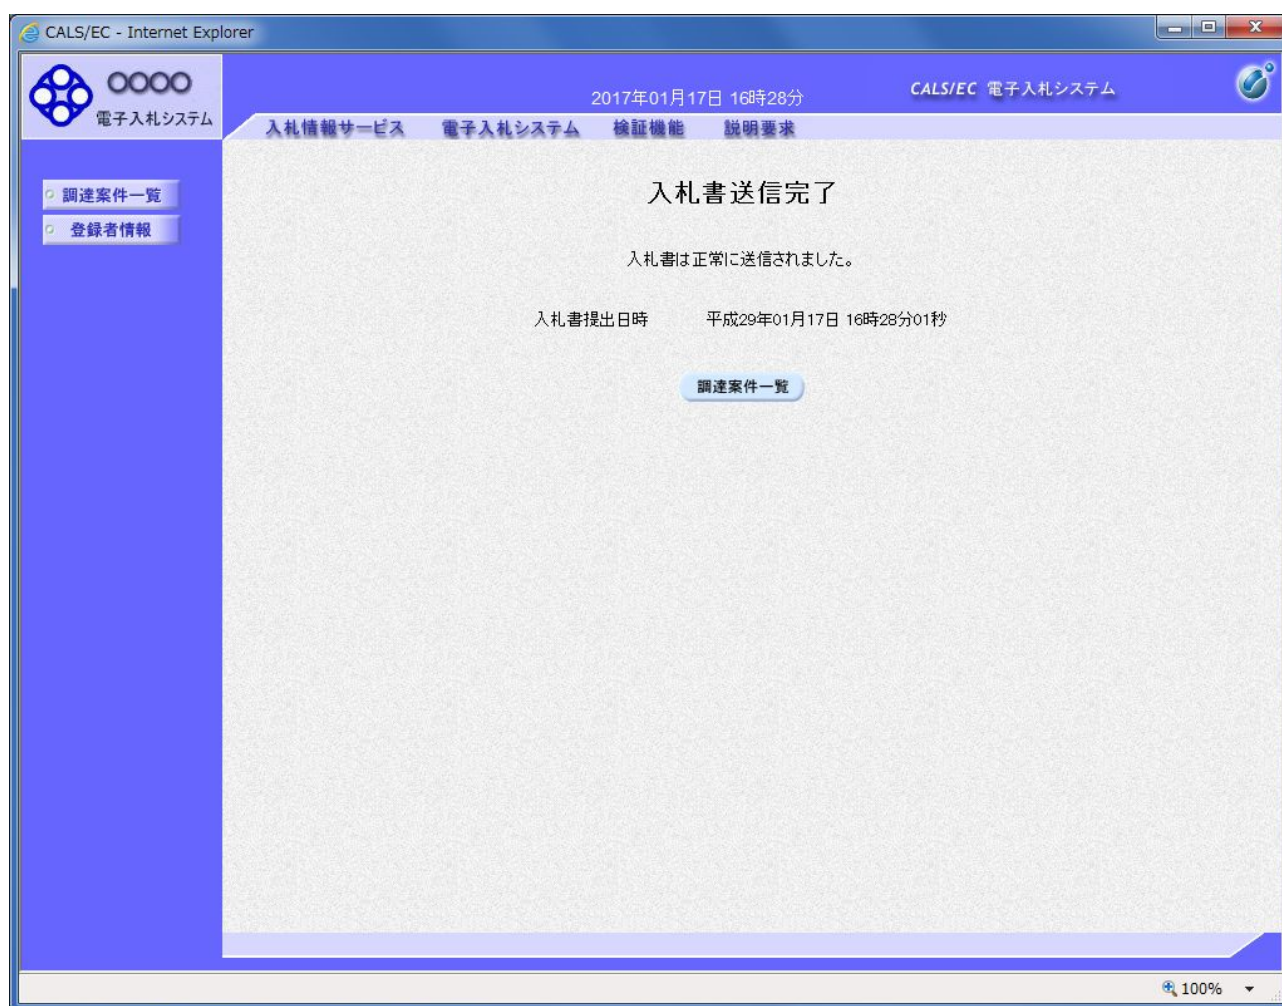 CALS/EC - Internet Explorer
○○○○
電子入札システム
2017年01月17日 16時28分
CALS/EC 電子入札システム
入札情報サービス 電子入札システム 検証機能 説明要求
調達案件一覧
登録者情報
入札書送信完了
入札書は正常に送信されました。
入札書提出日時 平成29年01月17日 16時28分01秒
調達案件一覧
100%